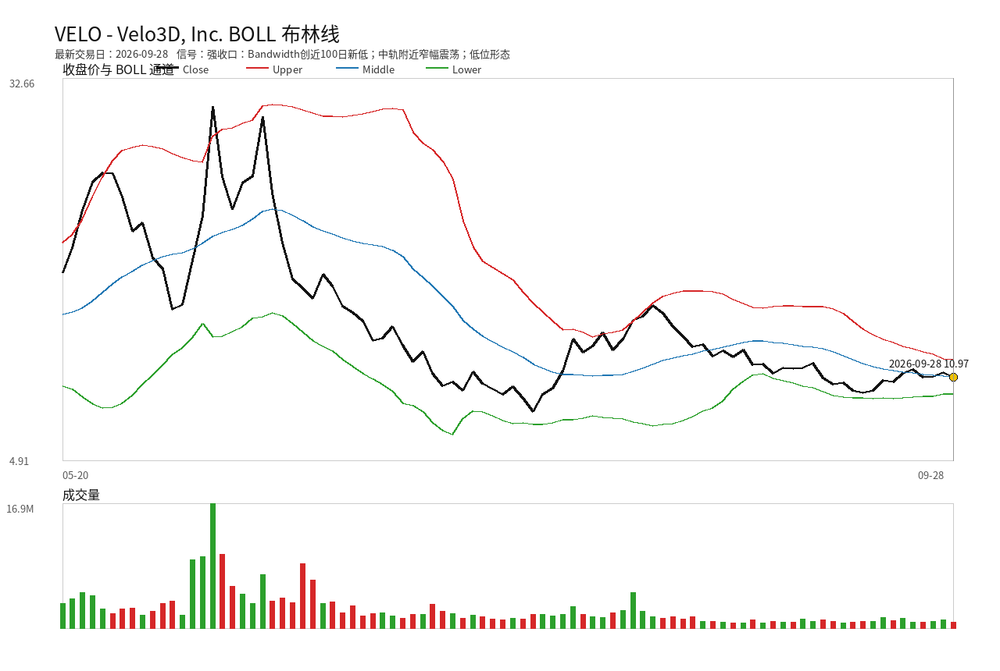 VELO - Velo3D, Inc. BOLL 布林线
最新交易日：2026-09-28 信号：强收口：Bandwidth创近100日新低；中轨附近窄幅震荡；低位形态
收盘价与 BOLL 通道 Close Upper Middle Lower
32.66
2026-09-28 10.97
4.91
05-20 09-28
成交量
16.9M